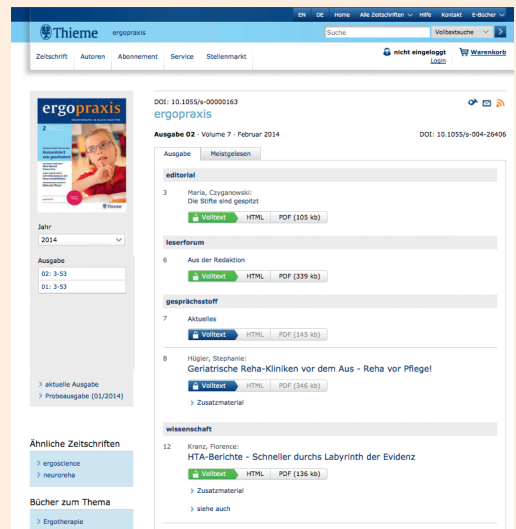 EN DE Home Alle Zeitschriften Hilfe Kontakt E-Bücher
Thieme ergopraxis
Suche Volltextsuche
Zeitschrift Autoren Abonnement Service Stellenmarkt
nicht eingeloggt Warenkorb
Login
ergopraxis
2
Thieme
Jahr
2014
Ausgabe
02: 3-53
01: 3-53
aktuelle Ausgabe
Probeausgabe (01/2014)
Ähnliche Zeitschriften
ergoscience
neuroreha
Bücher zum Thema
Ergotherapie
DOI: 10.1055/s-00000163
ergopraxis
Ausgabe 02 · Volume 7 · Februar 2014 DOI: 10.1055/s-004-26406
Ausgabe Meistgelesen
editorial
3 Maria, Czyganowski:
Die Stifte sind gespitzt
Volltext HTML PDF (105 kb)
leserforum
6 Aus der Redaktion
Volltext HTML PDF (339 kb)
gesprächsstoff
7 Aktuelles
Volltext HTML PDF (145 kb)
8 Hügler, Stephanie:
Geriatrische Reha-Kliniken vor dem Aus - Reha vor Pflege!
Volltext HTML PDF (346 kb)
Zusatzmaterial
wissenschaft
12 Kranz, Florence:
HTA-Berichte - Schneller durchs Labyrinth der Evidenz
Volltext HTML PDF (136 kb)
Zusatzmaterial
siehe auch